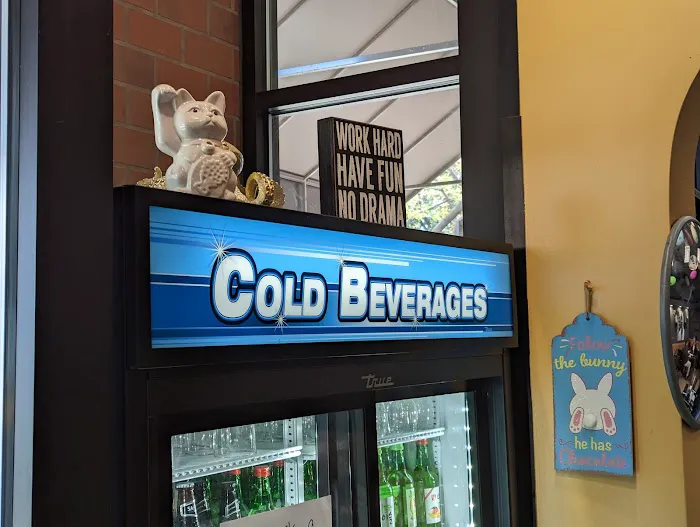 WORK HARD
HAVE FUN
NO DRAMA
COLD BEVERAGES
true
Follow
the bunny
he has
Chocolate